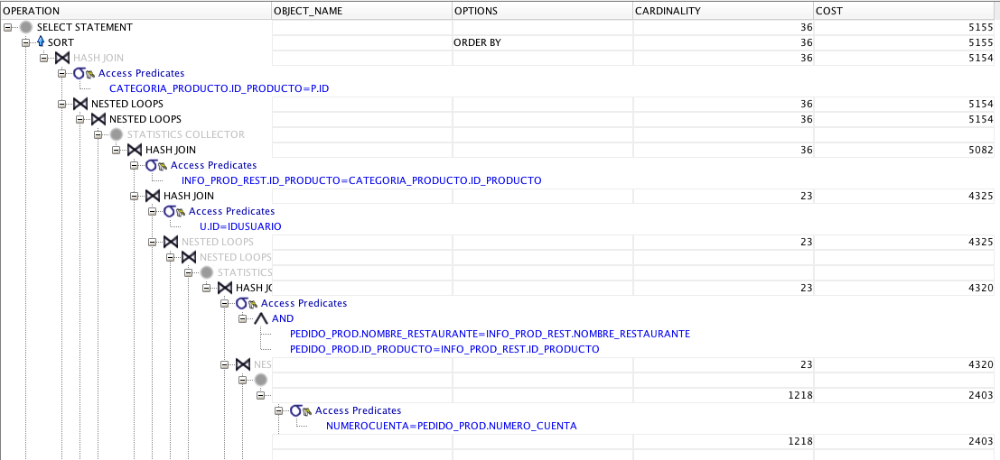 OPERATION OBJECT_NAME OPTIONS CARDINALITY COST
SELECT STATEMENT 36 5155
SORT ORDER BY 36 5155
HASH JOIN 36 5154
Access Predicates
CATEGORIA_PRODUCTO.ID_PRODUCTO=P.ID
NESTED LOOPS 36 5154
NESTED LOOPS 36 5154
STATISTICS COLLECTOR
HASH JOIN 36 5082
Access Predicates
INFO_PROD_REST.ID_PRODUCTO=CATEGORIA_PRODUCTO.ID_PRODUCTO
HASH JOIN 23 4325
Access Predicates
U.ID=IDUSUARIO
NESTED LOOPS 23 4325
NESTED LOOPS
STATISTICS
HASH JO 23 4320
Access Predicates
AND
PEDIDO_PROD.NOMBRE_RESTAURANTE=INFO_PROD_REST.NOMBRE_RESTAURANTE
PEDIDO_PROD.ID_PRODUCTO=INFO_PROD_REST.ID_PRODUCTO
NES 23 4320
1218 2403
Access Predicates
NUMEROCUENTA=PEDIDO_PROD.NUMERO_CUENTA
1218 2403